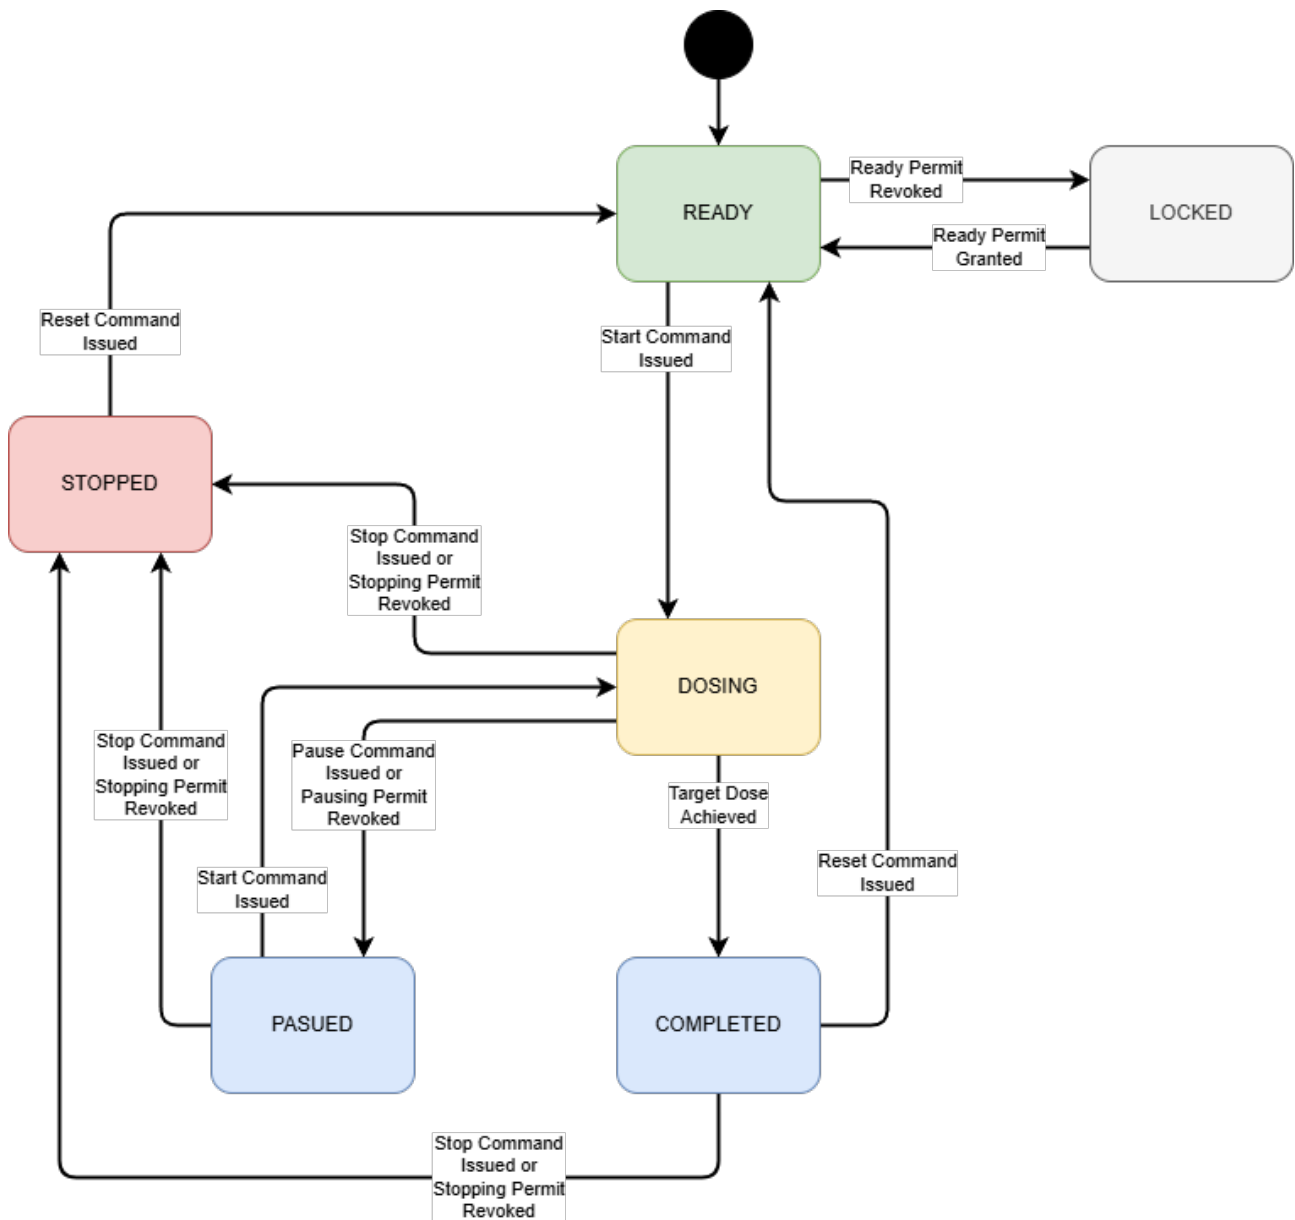 READY
Ready Permit
Revoked
LOCKED
Ready Permit
Granted
Reset Command
Issued
Start Command
Issued
STOPPED
Stop Command
Issued or
Stopping Permit
Revoked
DOSING
Stop Command
Issued or
Stopping Permit
Revoked
Pause Command
Issued or
Pausing Permit
Revoked
Target Dose
Achieved
Start Command
Issued
Reset Command
Issued
PASUED
COMPLETED
Stop Command
Issued or
Stopping Permit
Revoked